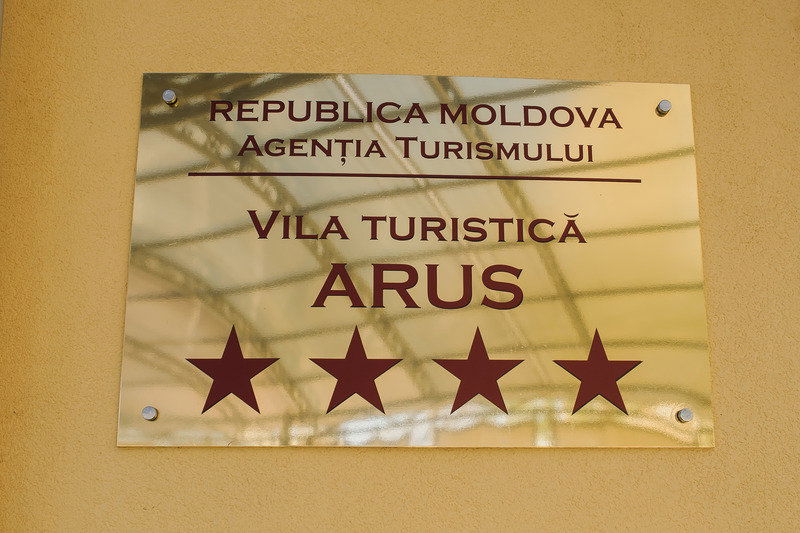 REPUBLICA MOLDOVA
AGENȚIA TURISMULUI
VILA TURISTICĂ
ARUS